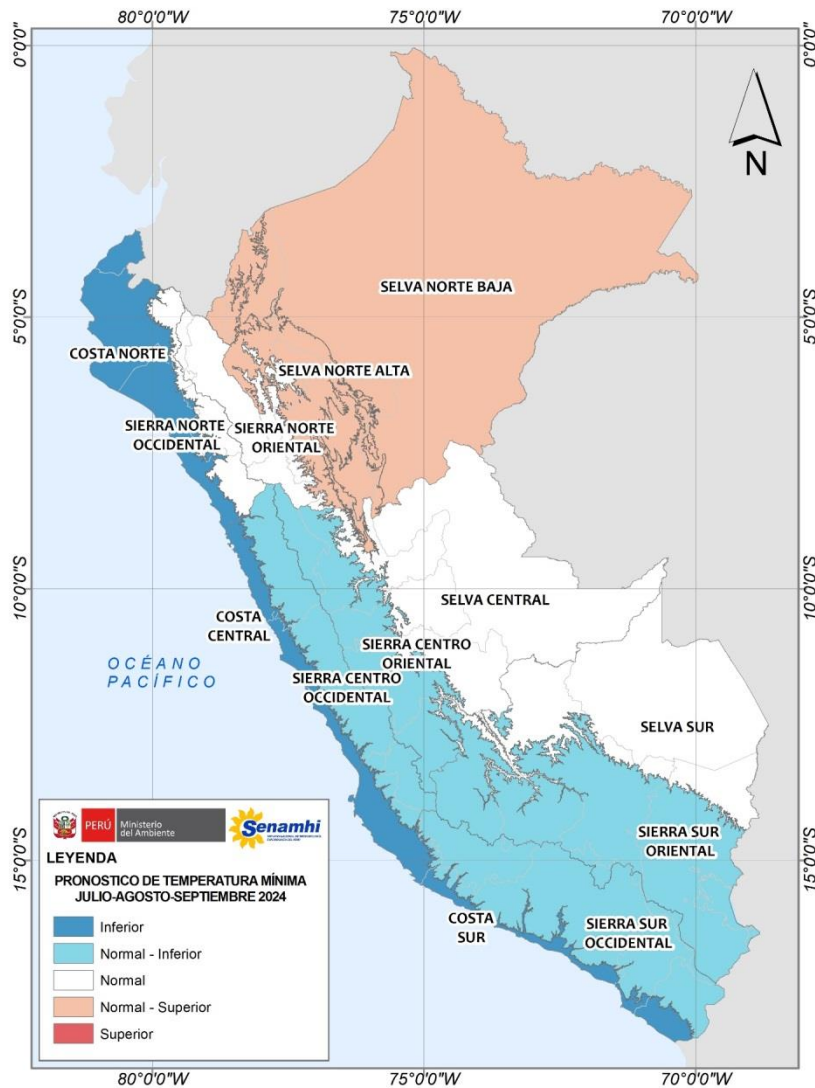 80°0'0"W 75°0'0"W 70°0'0"W
0°0'0" 0°0'0"
N
SELVA NORTE BAJA
5°0'0"S 5°0'0"S
COSTA NORTE
SELVA NORTE ALTA
SIERRA NORTE
OCCIDENTAL
SIERRA NORTE
ORIENTAL
10°0'0"S 10°0'0"S
SELVA CENTRAL
COSTA
CENTRAL
SIERRA CENTRO
ORIENTAL
OCÉANO
PACÍFICO
SIERRA CENTRO
OCCIDENTAL
SELVA SUR
SIERRA SUR
ORIENTAL
15°0'0"S 15°0'0"S
COSTA
SUR
SIERRA SUR
OCCIDENTAL
PERÚ
Ministerio
del Ambiente
Senamhi
LEYENDA
PRONOSTICO DE TEMPERATURA MÍNIMA
JULIO-AGOSTO-SEPTIEMBRE 2024
Inferior
Normal - Inferior
Normal
Normal - Superior
Superior
80°0'0"W 75°0'0"W 70°0'0"W